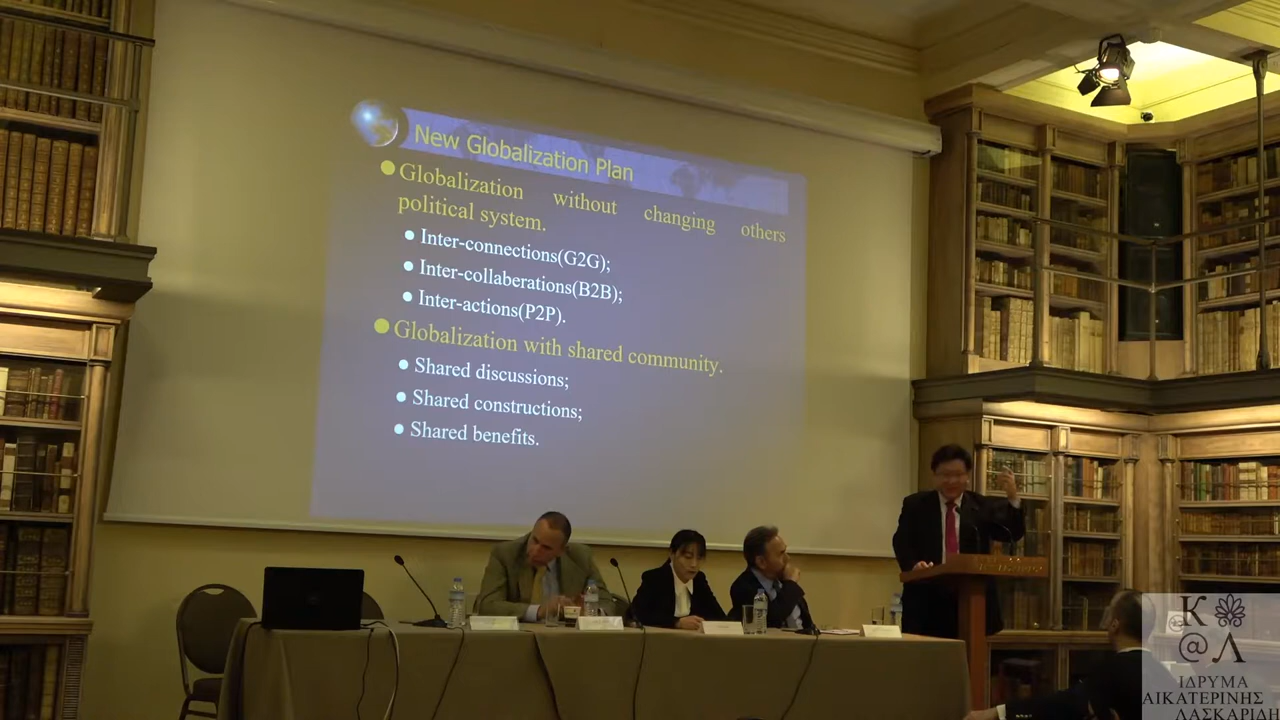 New Globalization Plan
Globalization without changing others
political system.
Inter-connections(G2G);
Inter-collaberations(B2B);
Inter-actions(P2P).
Globalization with shared community.
Shared discussions;
Shared constructions;
Shared benefits.
Κ
@ Λ
ΙΔΡΥΜΑ
ΑΙΚΑΤΕΡΙΝΗΣ
ΛΑΣΚΑΡΙΔΗ